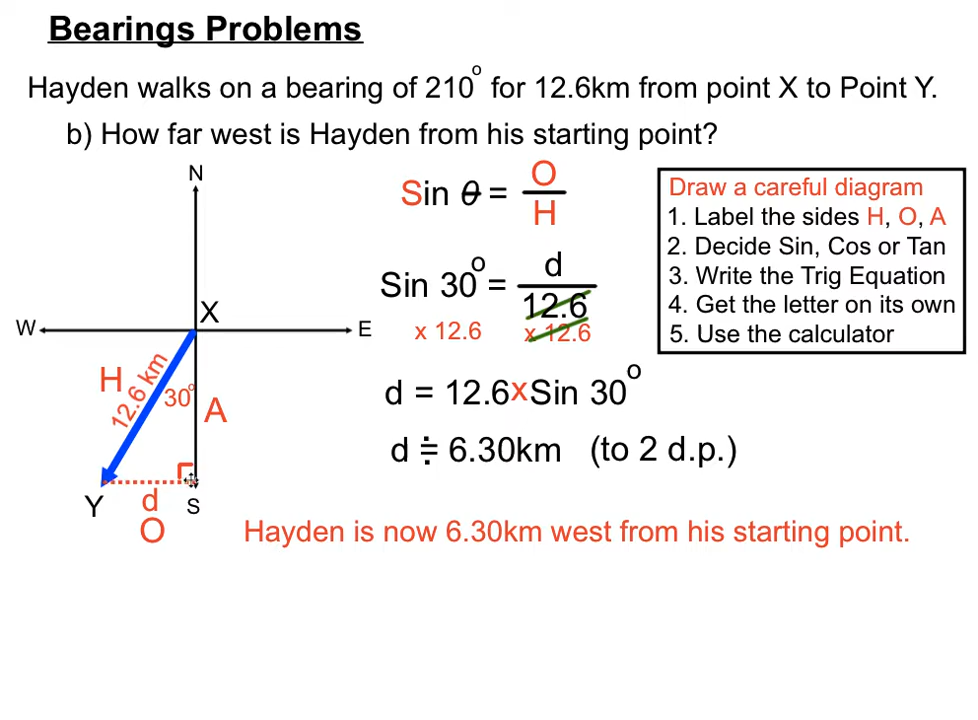 Bearings Problems
Hayden walks on a bearing of 210° for 12.6km from point X to Point Y.
b) How far west is Hayden from his starting point?
N
X
W
E
H
12.6 km
30°
A
Y
d
S
O
Sin θ = O
H
Sin 30° = d
12.6
x 12.6 x 12.6
d = 12.6xSin 30°
d ≑ 6.30km (to 2 d.p.)
Draw a careful diagram
1. Label the sides H, O, A
2. Decide Sin, Cos or Tan
3. Write the Trig Equation
4. Get the letter on its own
5. Use the calculator
Hayden is now 6.30km west from his starting point.